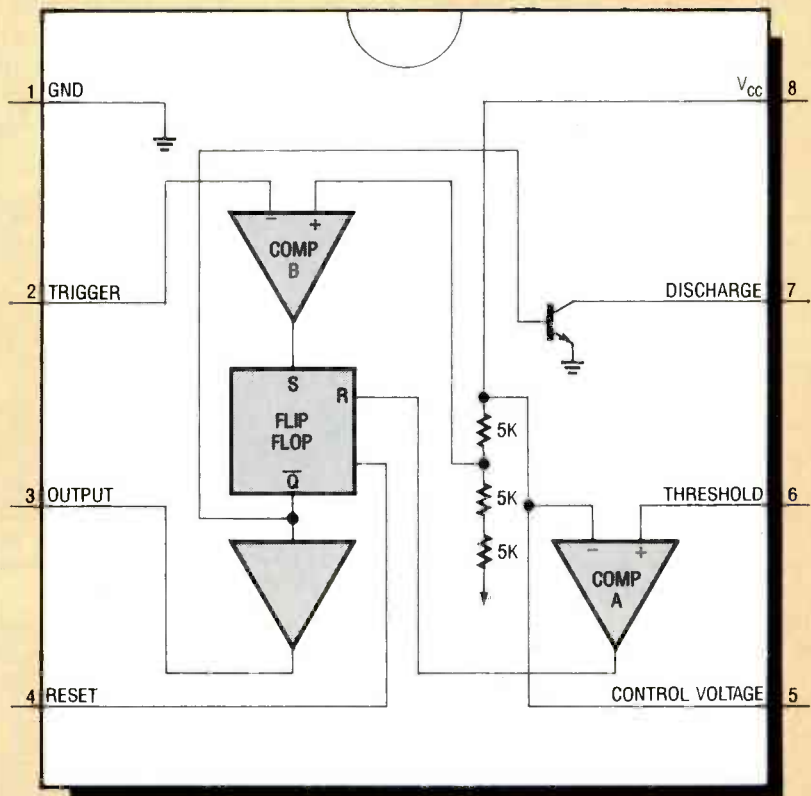 1 GND
V_CC 8
COMP
B
2 TRIGGER
DISCHARGE 7
S
R
FLIP
FLOP
Q̅
5K
5K
5K
3 OUTPUT
THRESHOLD 6
COMP
A
4 RESET
CONTROL VOLTAGE 5
− +
− +